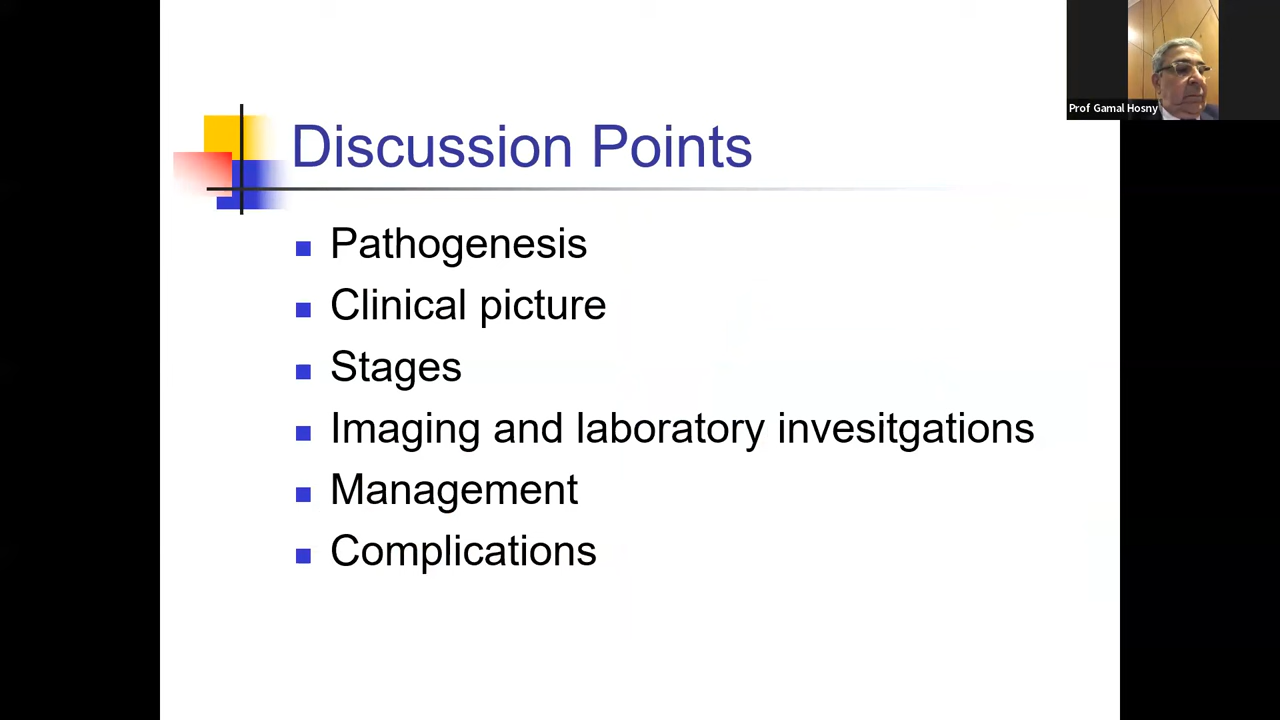 Prof Gamal Hosny
Discussion Points
Pathogenesis
Clinical picture
Stages
Imaging and laboratory invesitgations
Management
Complications